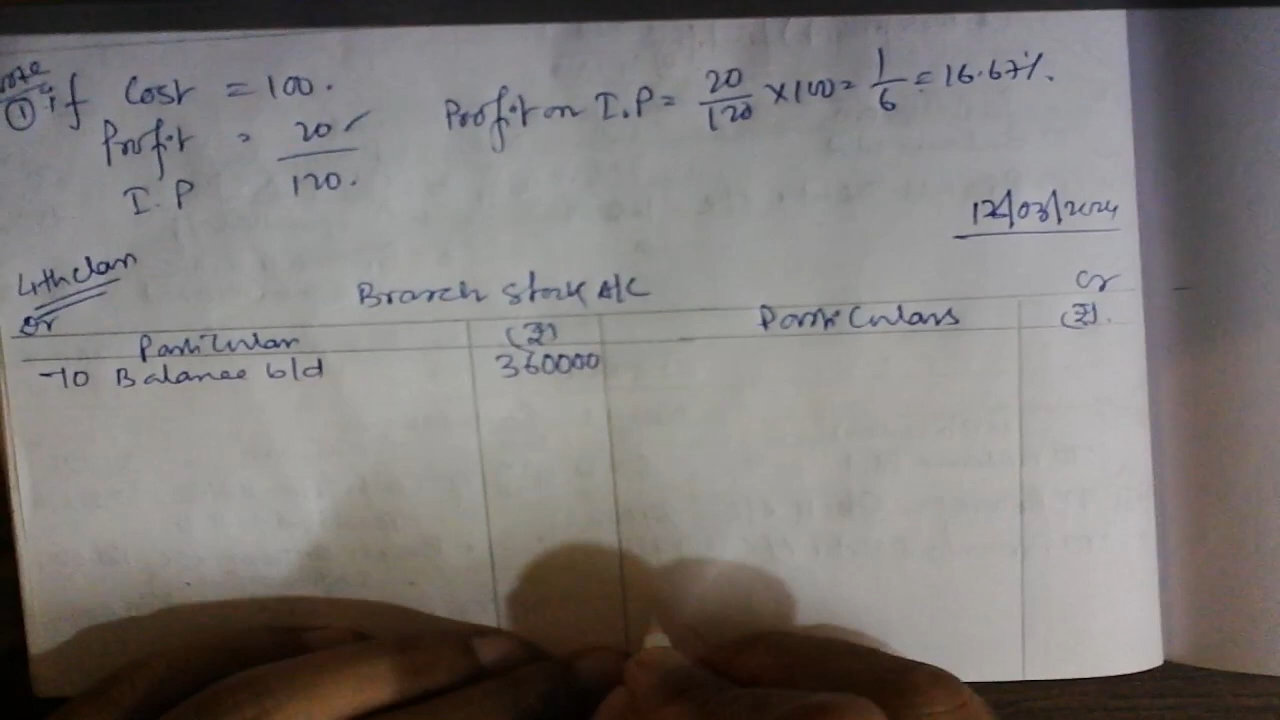 Note
① if Cost = 100.
Profit = 20
I.P 120.
Profit on I.P = 20/120 × 100 = 1/6 = 16.67%.
12/03/2024
4th class
Dr Branch Stock A/C Cr
Particular (₹) Particulars (₹).
To Balance b/d 360000